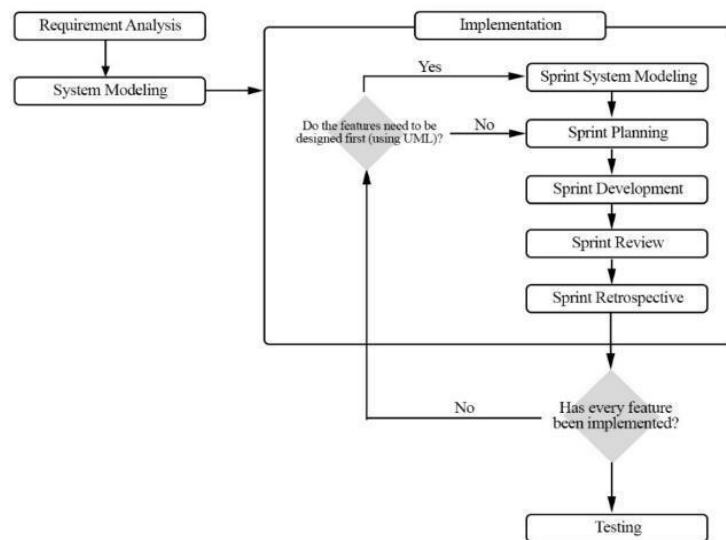 Requirement Analysis
System Modeling
Implementation
Yes
Sprint System Modeling
Do the features need to be
designed first (using UML)?
No
Sprint Planning
Sprint Development
Sprint Review
Sprint Retrospective
No
Has every feature
been implemented?
Testing